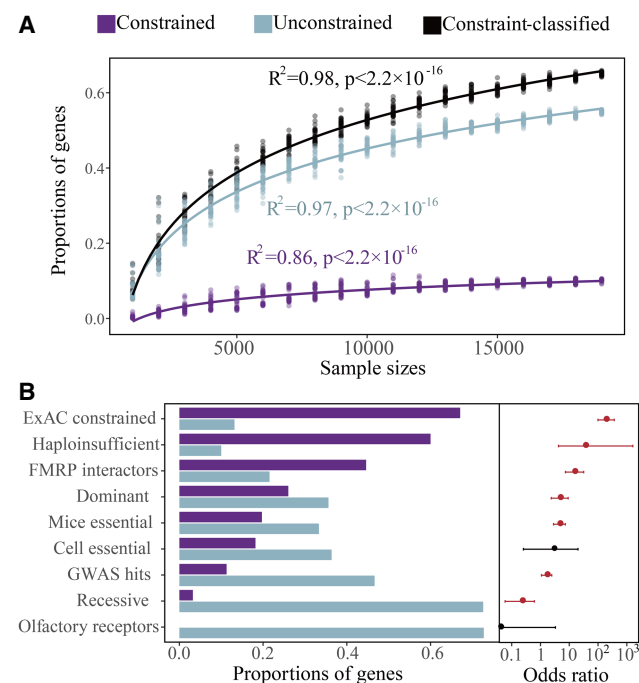 A
Constrained Unconstrained Constraint-classified
R²=0.98, p<2.2×10⁻¹⁶
R²=0.97, p<2.2×10⁻¹⁶
R²=0.86, p<2.2×10⁻¹⁶
Proportions of genes
0.6
0.4
0.2
0.0
5000 10000 15000
Sample sizes
B
ExAC constrained
Haploinsufficient
FMRP interactors
Dominant
Mice essential
Cell essential
GWAS hits
Recessive
Olfactory receptors
0.0 0.2 0.4 0.6
Proportions of genes
0.1 1 10 10² 10³
Odds ratio